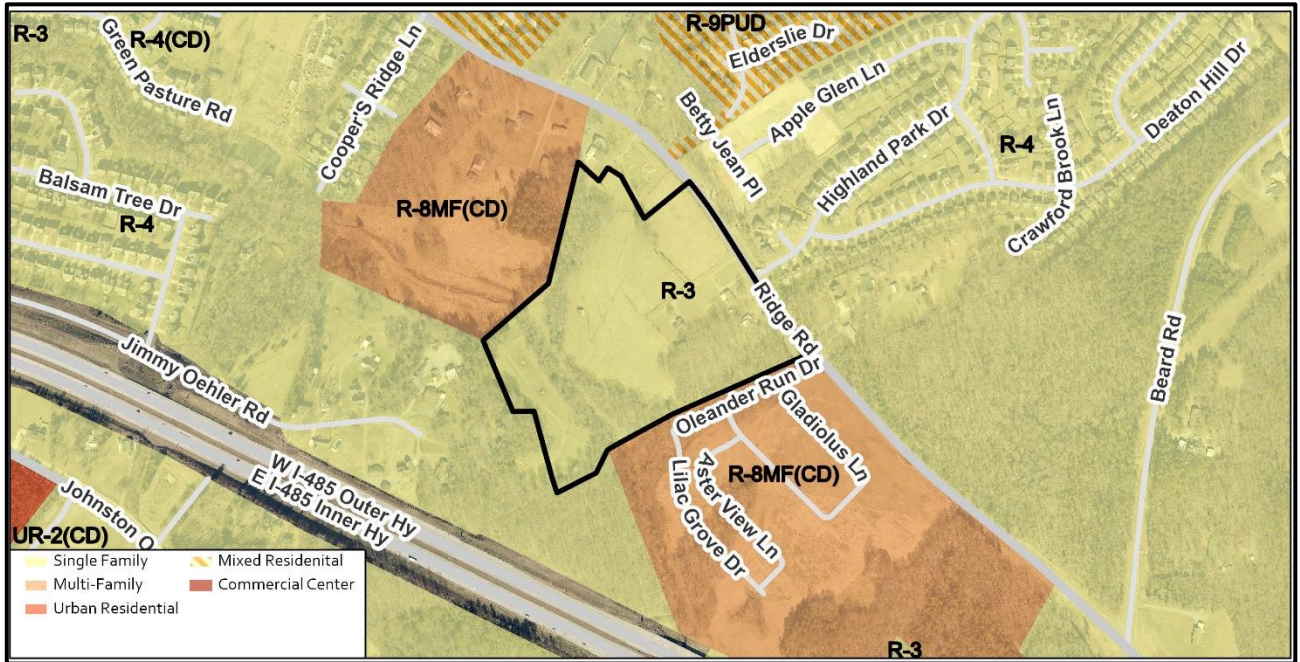 R-3
R-4(CD)
Green Pasture Rd
Cooper'S Ridge Ln
R-9PUD
Elderslie Dr
Betty Jean Pl
Apple Glen Ln
Highland Park Dr
R-4
Crawford Brook Ln
Deaton Hill Dr
Balsam Tree Dr
R-4
R-8MF(CD)
R-3
Ridge Rd
Beard Rd
Jimmy Oehler Rd
Oleander Run Dr
Gladiolus Ln
R-8MF(CD)
Aster View Ln
Lilac Grove Dr
W I-485 Outer Hy
E I-485 Inner Hy
Johnston O
UR-2(CD)
R-3
Single Family
Multi-Family
Urban Residential
Mixed Residenital
Commercial Center